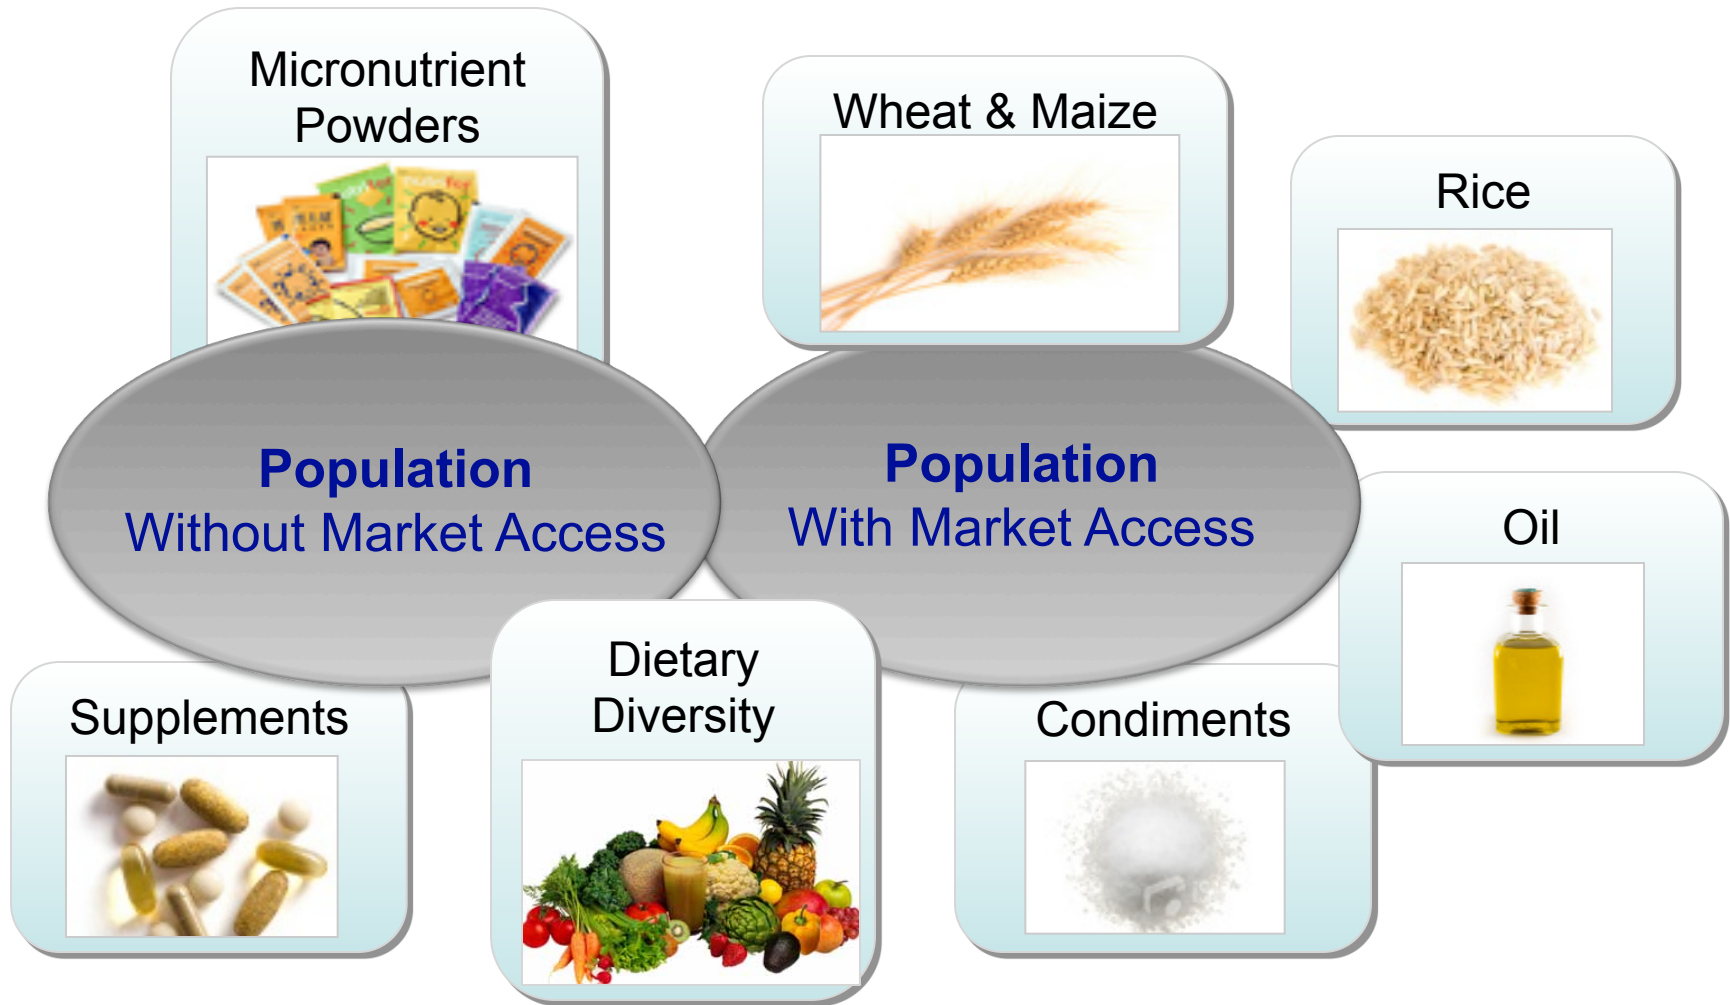 Micronutrient
Powders
Wheat & Maize
Rice
Population
Without Market Access
Population
With Market Access
Oil
Supplements
Dietary
Diversity
Condiments